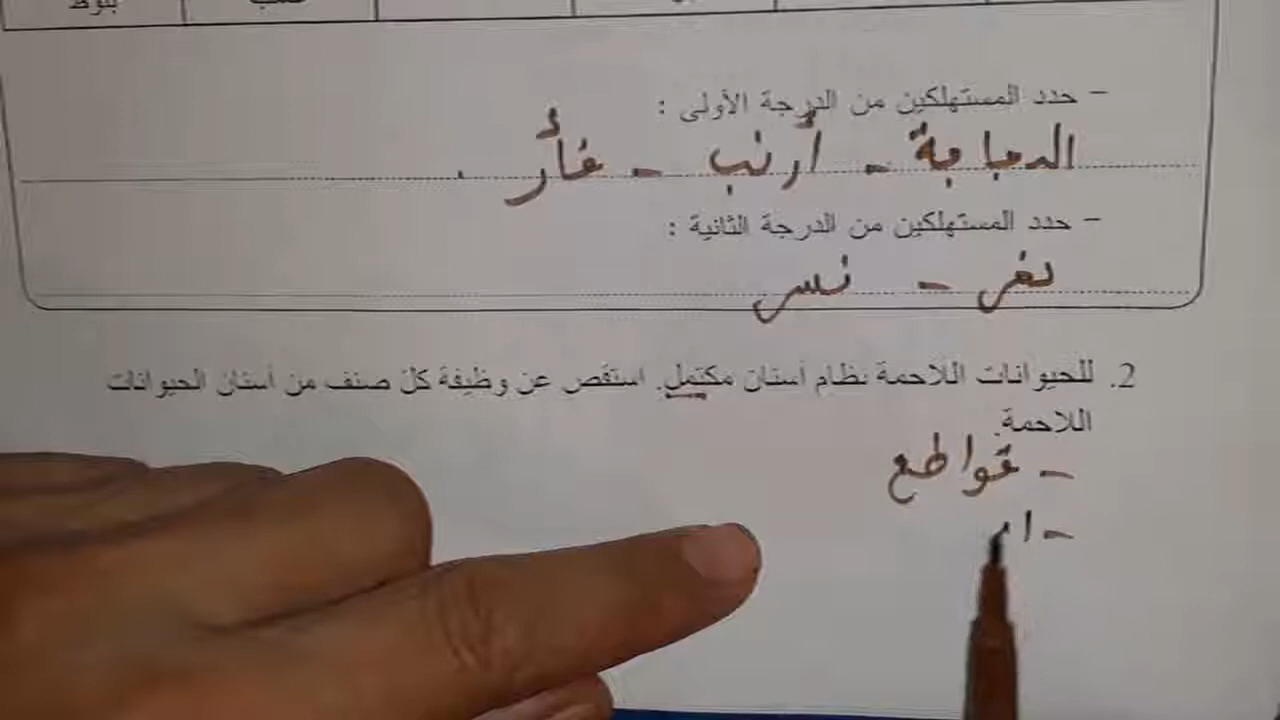 بلوط
- حدد المستهلكين من الدرجة الأولى :
الدجاجة - أرنب - فأر .
- حدد المستهلكين من الدرجة الثانية :
نمر - نسر
2. للحيوانات اللاحمة نظام أسنان مكتمل. استقص عن وظيفة كل صنف من أسنان الحيوانات
اللاحمة.
- قواطع
- ا